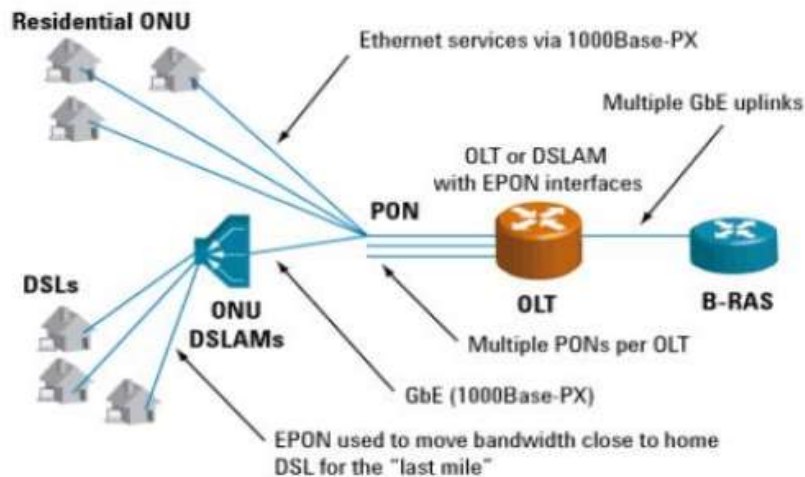 Residential ONU
Ethernet services via 1000Base-PX
Multiple GbE uplinks
OLT or DSLAM
with EPON interfaces
PON
DSLs
ONU
DSLAMs
OLT
B-RAS
Multiple PONs per OLT
GbE (1000Base-PX)
EPON used to move bandwidth close to home
DSL for the "last mile"